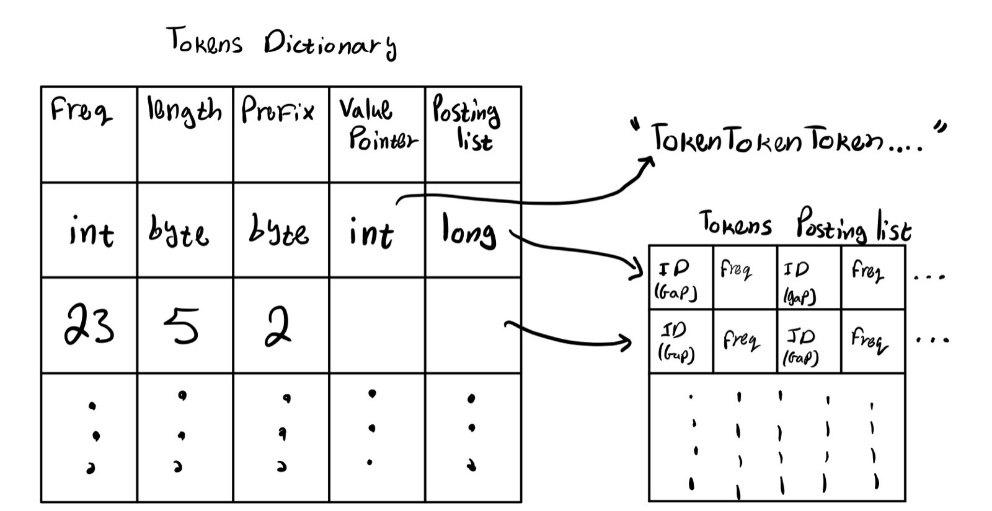 Tokens Dictionary
Freq length Prefix Value Pointer Posting list
int byte byte int long
23 5 2
"TokenTokenToken...."
Tokens Posting list
ID (Gap) freq ID (gap) freq ...
ID (Gap) freq ID (Gap) freq ...